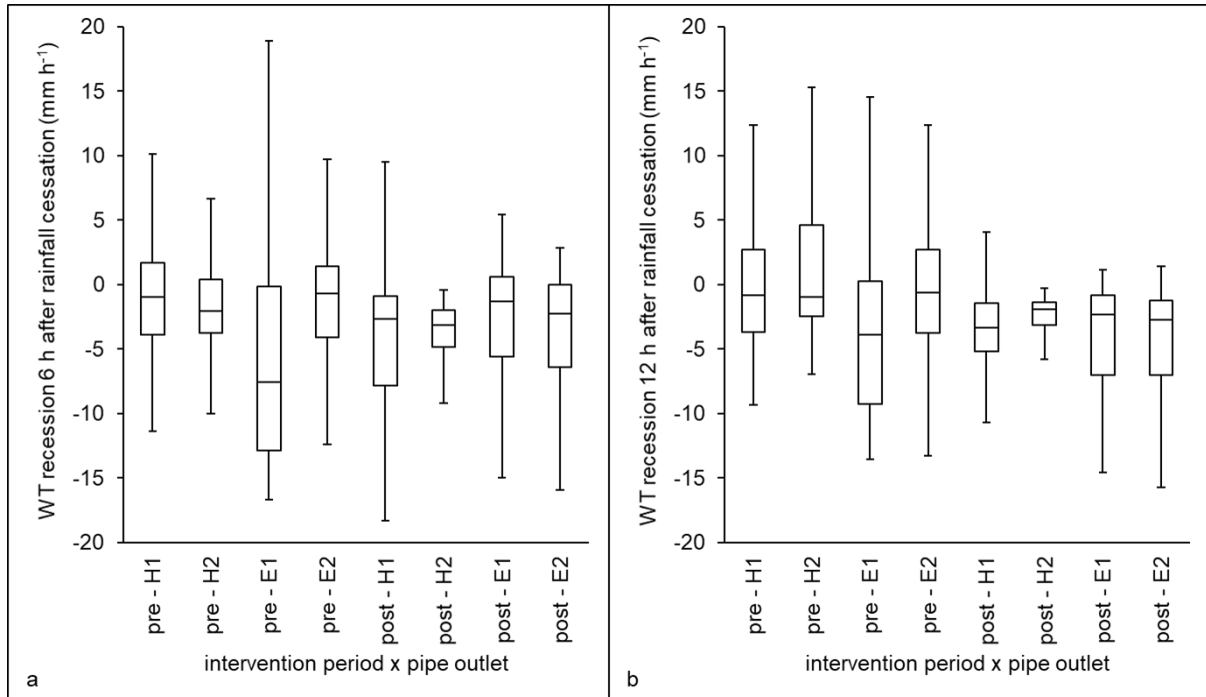 WT recession 6 h after rainfall cessation (mm h⁻¹)
20
15
10
5
0
-5
-10
-15
-20
pre - H1
pre - H2
pre - E1
pre - E2
post - H1
post - H2
post - E1
post - E2
intervention period x pipe outlet
a
WT recession 12 h after rainfall cessation (mm h⁻¹)
20
15
10
5
0
-5
-10
-15
-20
pre - H1
pre - H2
pre - E1
pre - E2
post - H1
post - H2
post - E1
post - E2
intervention period x pipe outlet
b